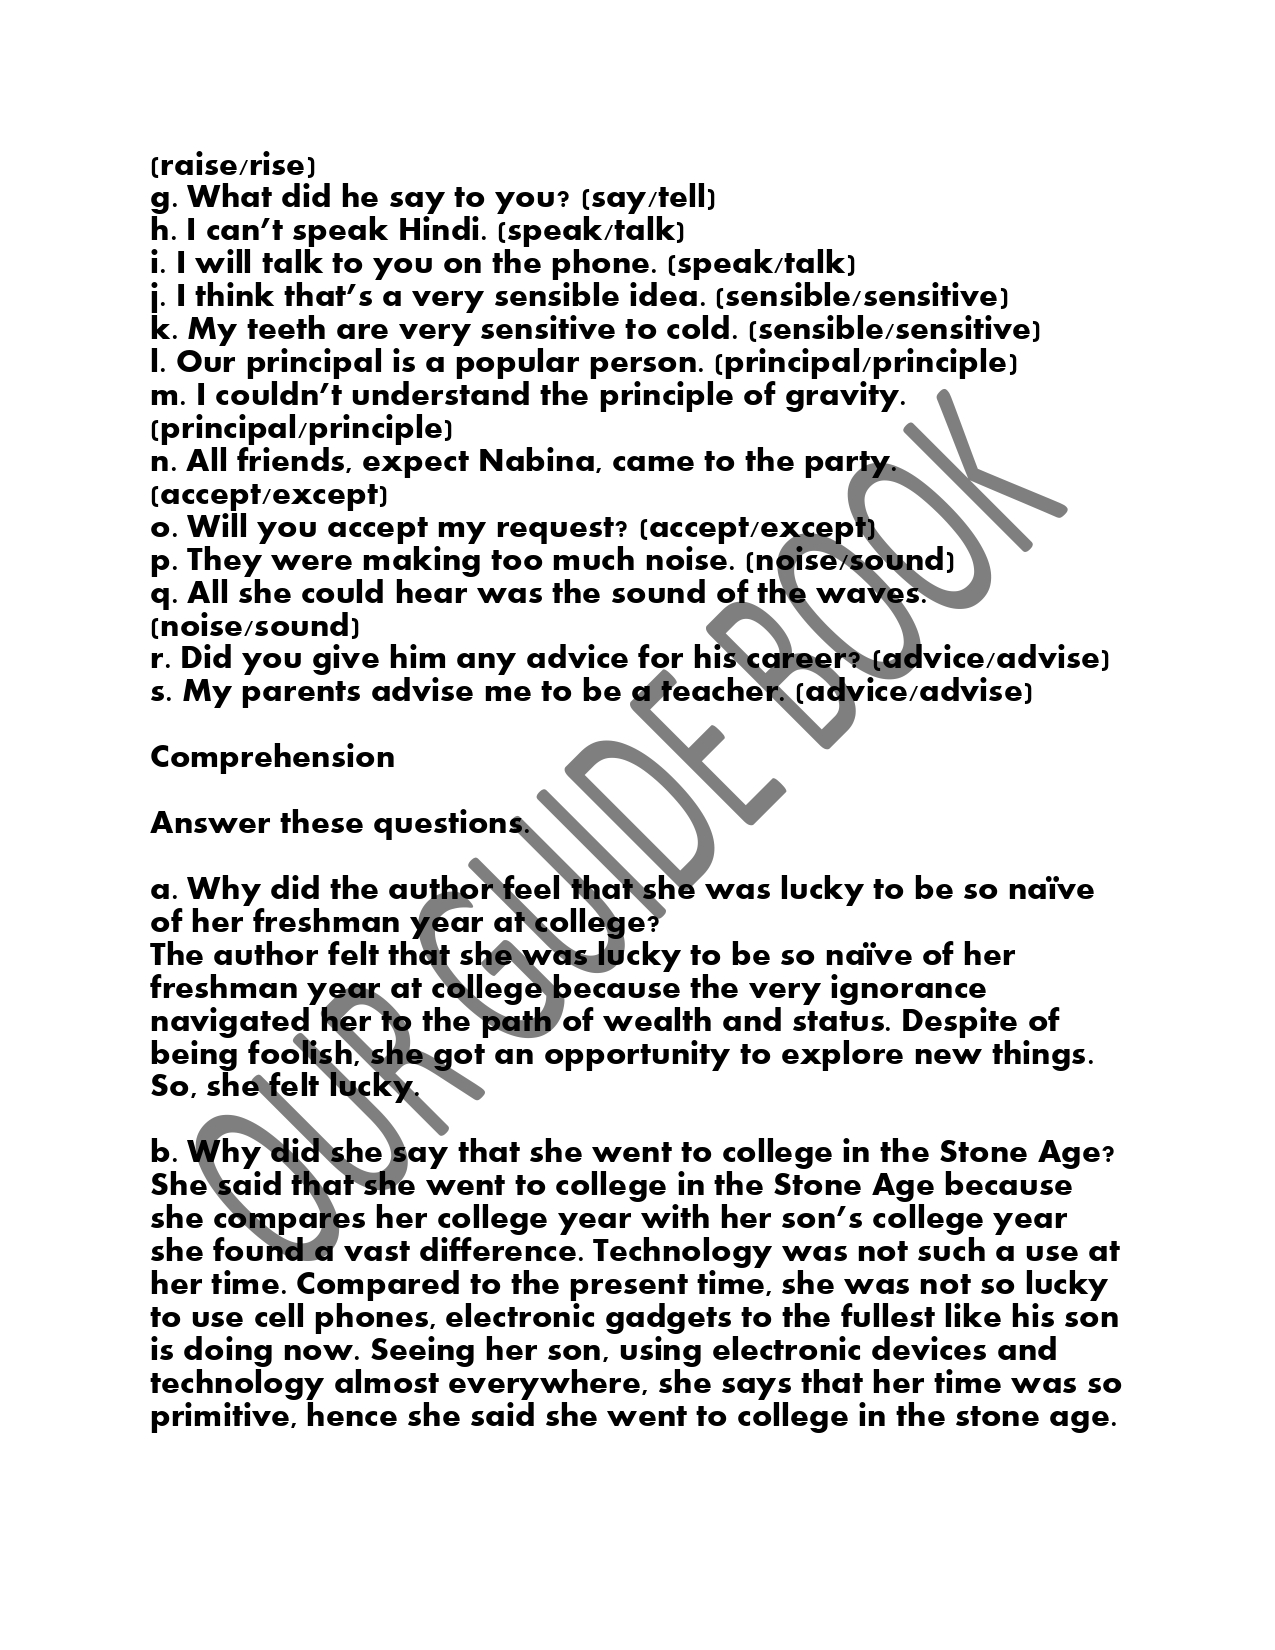 (raise/rise)
g. What did he say to you? (say/tell)
h. I can’t speak Hindi. (speak/talk)
i. I will talk to you on the phone. (speak/talk)
j. I think that’s a very sensible idea. (sensible/sensitive)
k. My teeth are very sensitive to cold. (sensible/sensitive)
l. Our principal is a popular person. (principal/principle)
m. I couldn’t understand the principle of gravity.
(principal/principle)
n. All friends, expect Nabina, came to the party.
(accept/except)
o. Will you accept my request? (accept/except)
p. They were making too much noise. (noise/sound)
q. All she could hear was the sound of the waves.
(noise/sound)
r. Did you give him any advice for his career? (advice/advise)
s. My parents advise me to be a teacher. (advice/advise)
Comprehension
Answer these questions.
a. Why did the author feel that she was lucky to be so naïve
of her freshman year at college?
The author felt that she was lucky to be so naïve of her
freshman year at college because the very ignorance
navigated her to the path of wealth and status. Despite of
being foolish, she got an opportunity to explore new things.
So, she felt lucky.
b. Why did she say that she went to college in the Stone Age?
She said that she went to college in the Stone Age because
she compares her college year with her son’s college year
she found a vast difference. Technology was not such a use at
her time. Compared to the present time, she was not so lucky
to use cell phones, electronic gadgets to the fullest like his son
is doing now. Seeing her son, using electronic devices and
technology almost everywhere, she says that her time was so
primitive, hence she said she went to college in the stone age.
OUR GUIDE BOOK